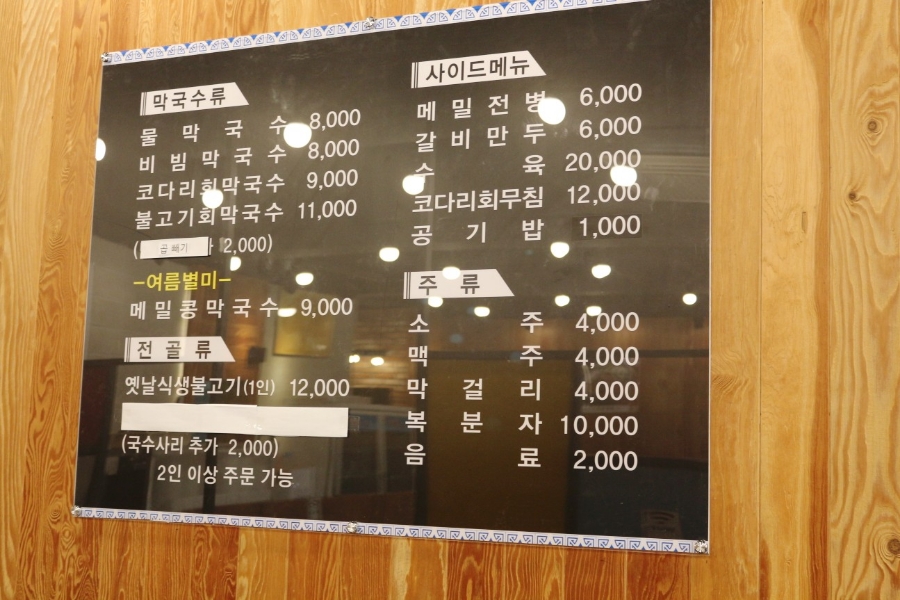 막국수류
물 막 국 수 8,000
비 빔 막 국 수 8,000
코다리회막국수 9,000
불고기회막국수 11,000
( 곱 빼기 가 2,000)
-여름별미-
메 밀 콩 막 국 수 9,000
전 골 류
옛날식생불고기(1인) 12,000
(국수사리 추가 2,000)
2인 이상 주문 가능
사이드메뉴
메 밀 전 병 6,000
갈 비 만 두 6,000
수 육 20,000
코다리회무침 12,000
공 기 밥 1,000
주 류
소 주 4,000
맥 주 4,000
막 걸 리 4,000
복 분 자 10,000
음 료 2,000